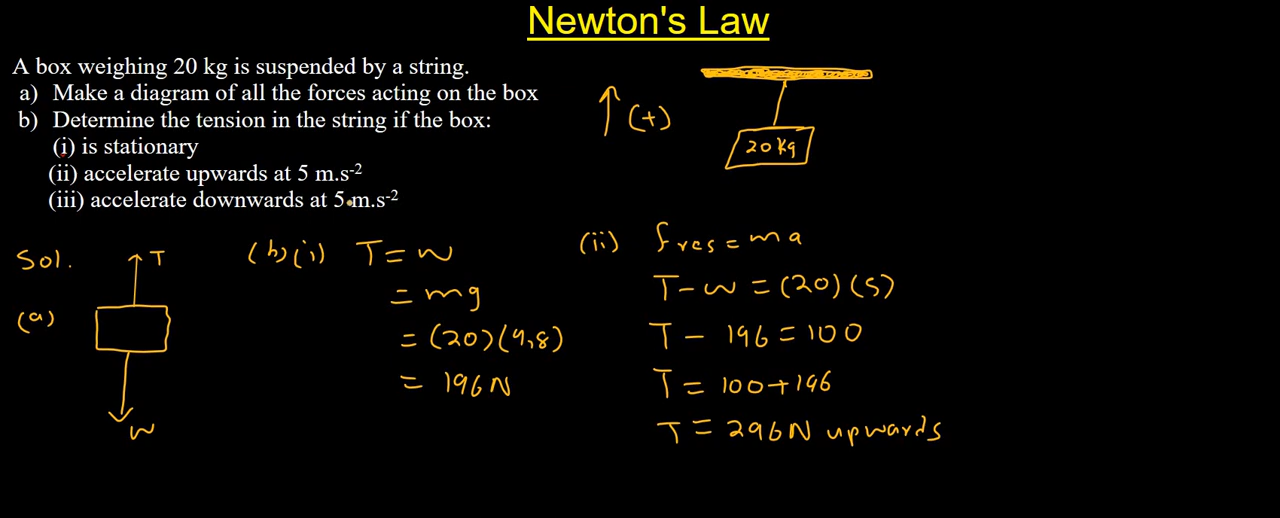 Newton's Law
A box weighing 20 kg is suspended by a string.
a) Make a diagram of all the forces acting on the box
b) Determine the tension in the string if the box:
(i) is stationary
(ii) accelerate upwards at 5 m.s-2
(iii) accelerate downwards at 5 m.s-2
↑ (+)
20 kg
Sol.
(a)
T
W
(b)(i) T = w
= mg
= (20)(9,8)
= 196 N
(ii) fres = ma
T - w = (20)(5)
T - 196 = 100
T = 100 + 196
T = 296 N upwards